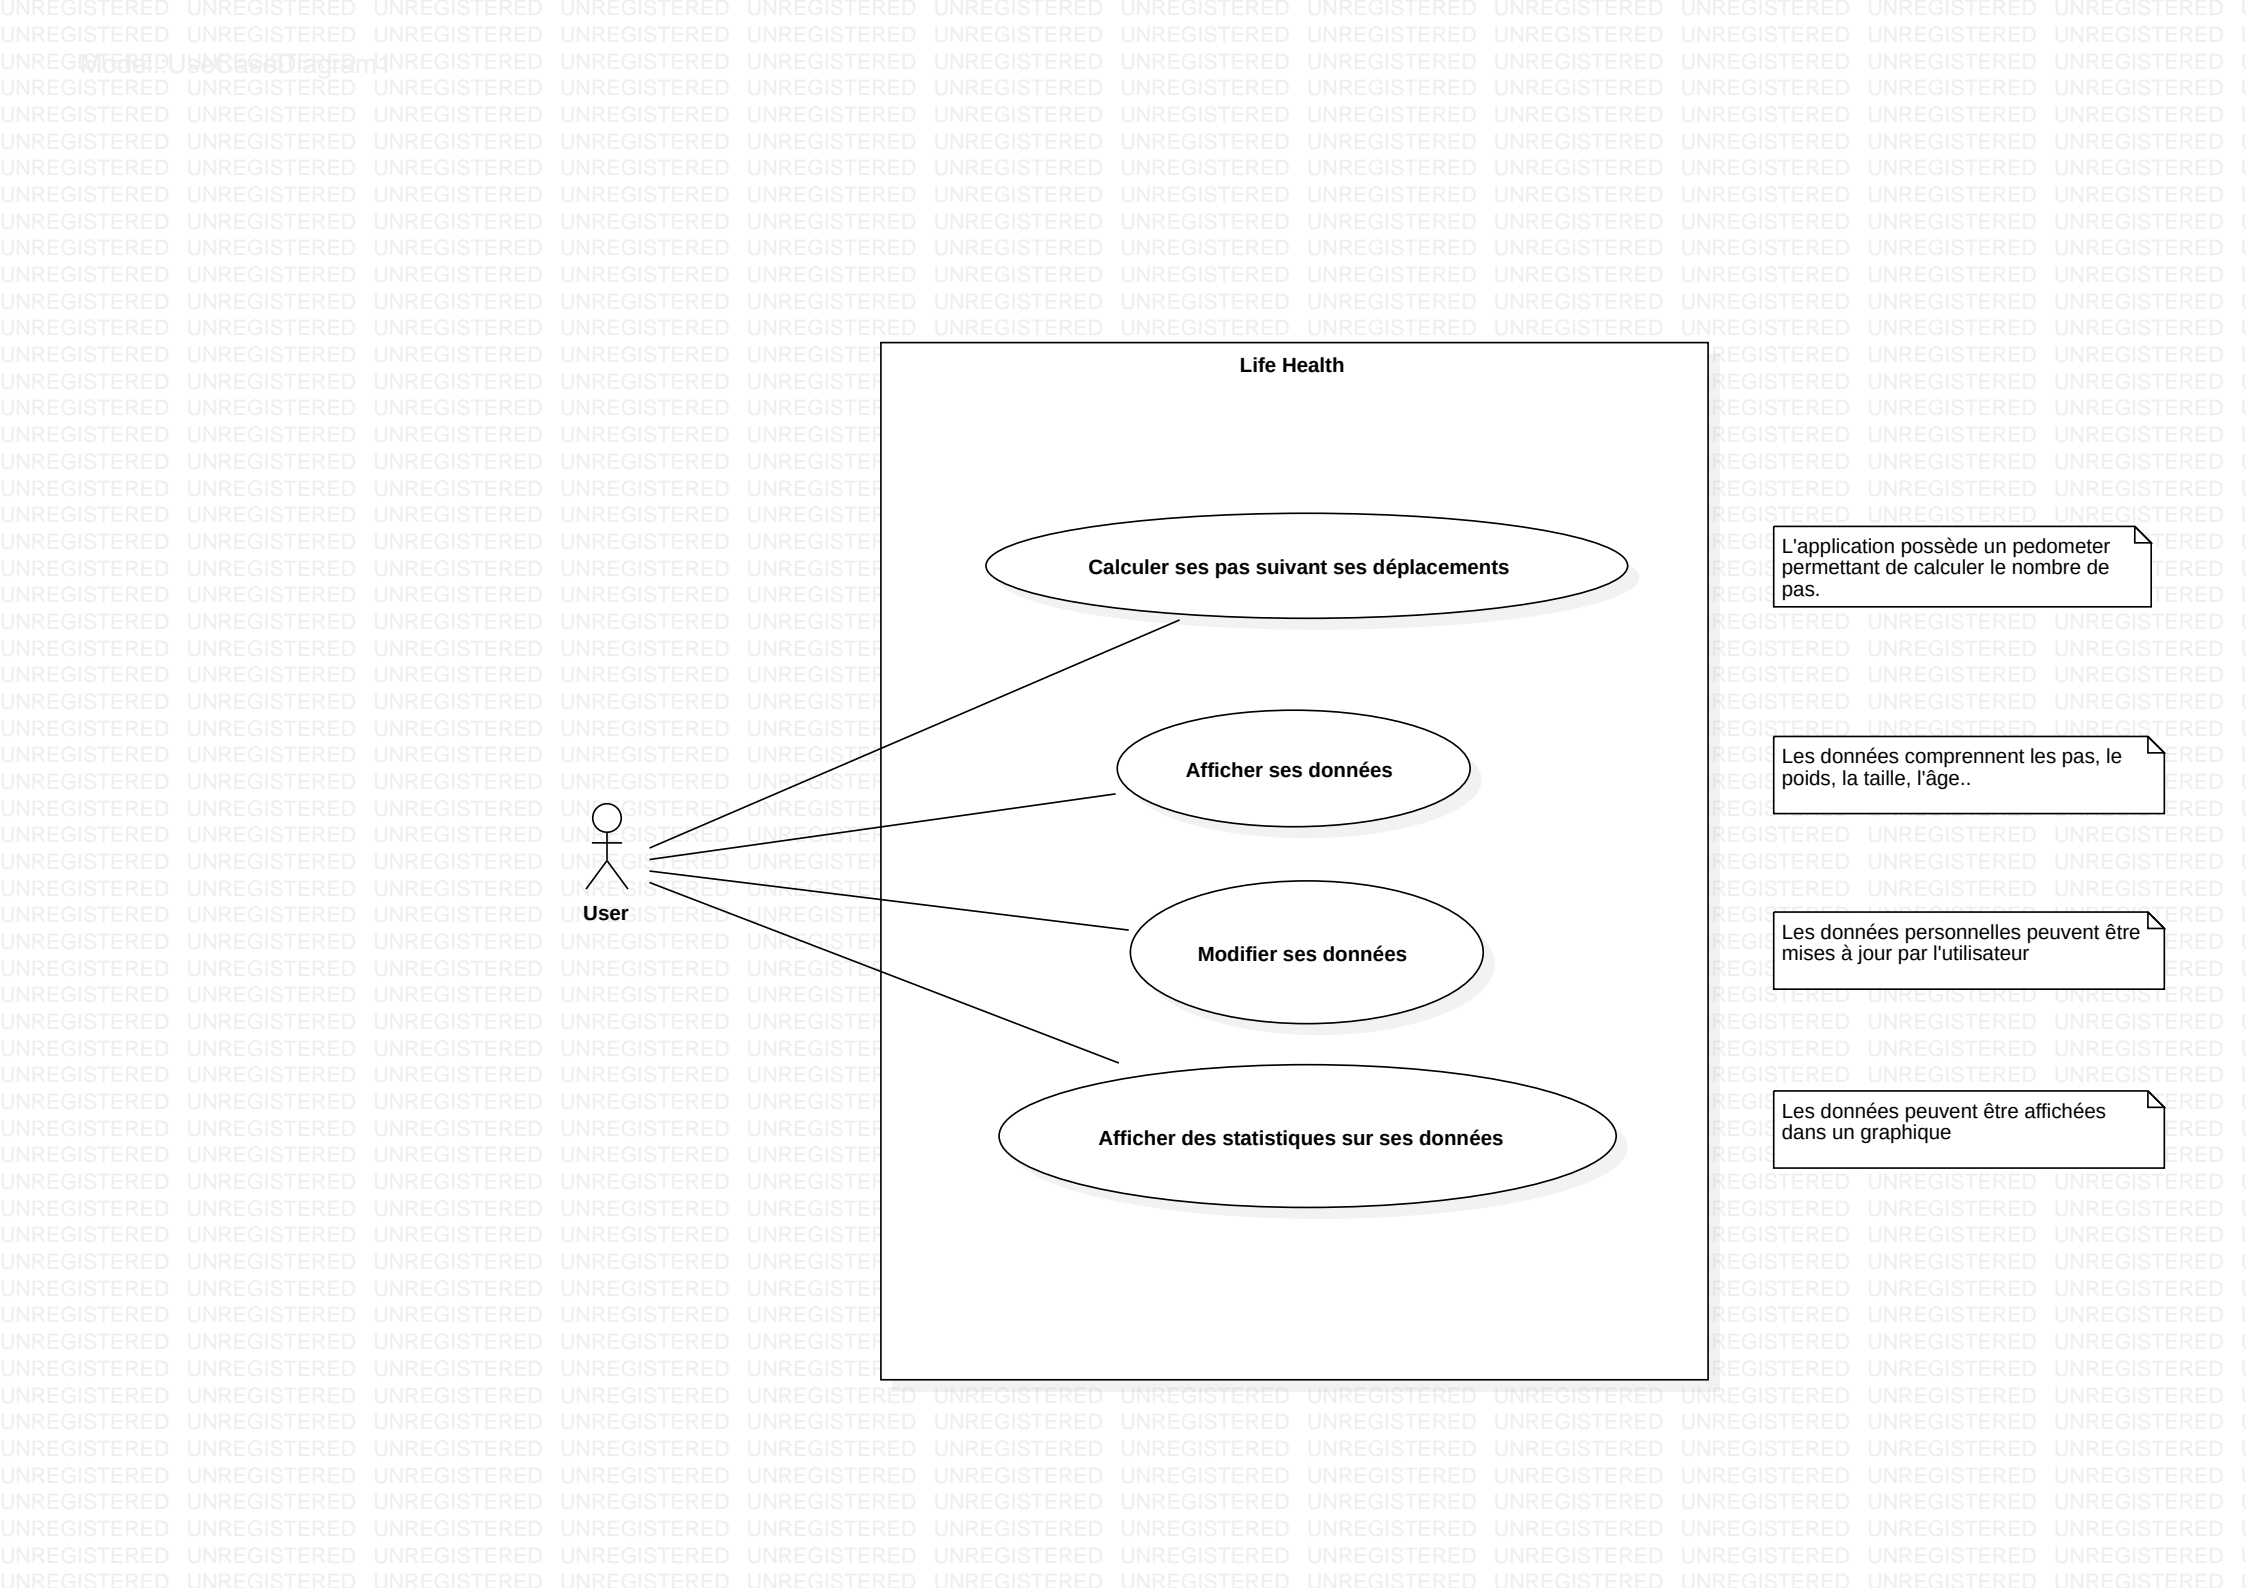 Model::UseCaseDiagram1
Life Health
Calculer ses pas suivant ses déplacements
L'application possède un pedometer
permettant de calculer le nombre de
pas.
Afficher ses données
Les données comprennent les pas, le
poids, la taille, l'âge..
User
Modifier ses données
Les données personnelles peuvent être
mises à jour par l'utilisateur
Afficher des statistiques sur ses données
Les données peuvent être affichées
dans un graphique
UNREGISTERED